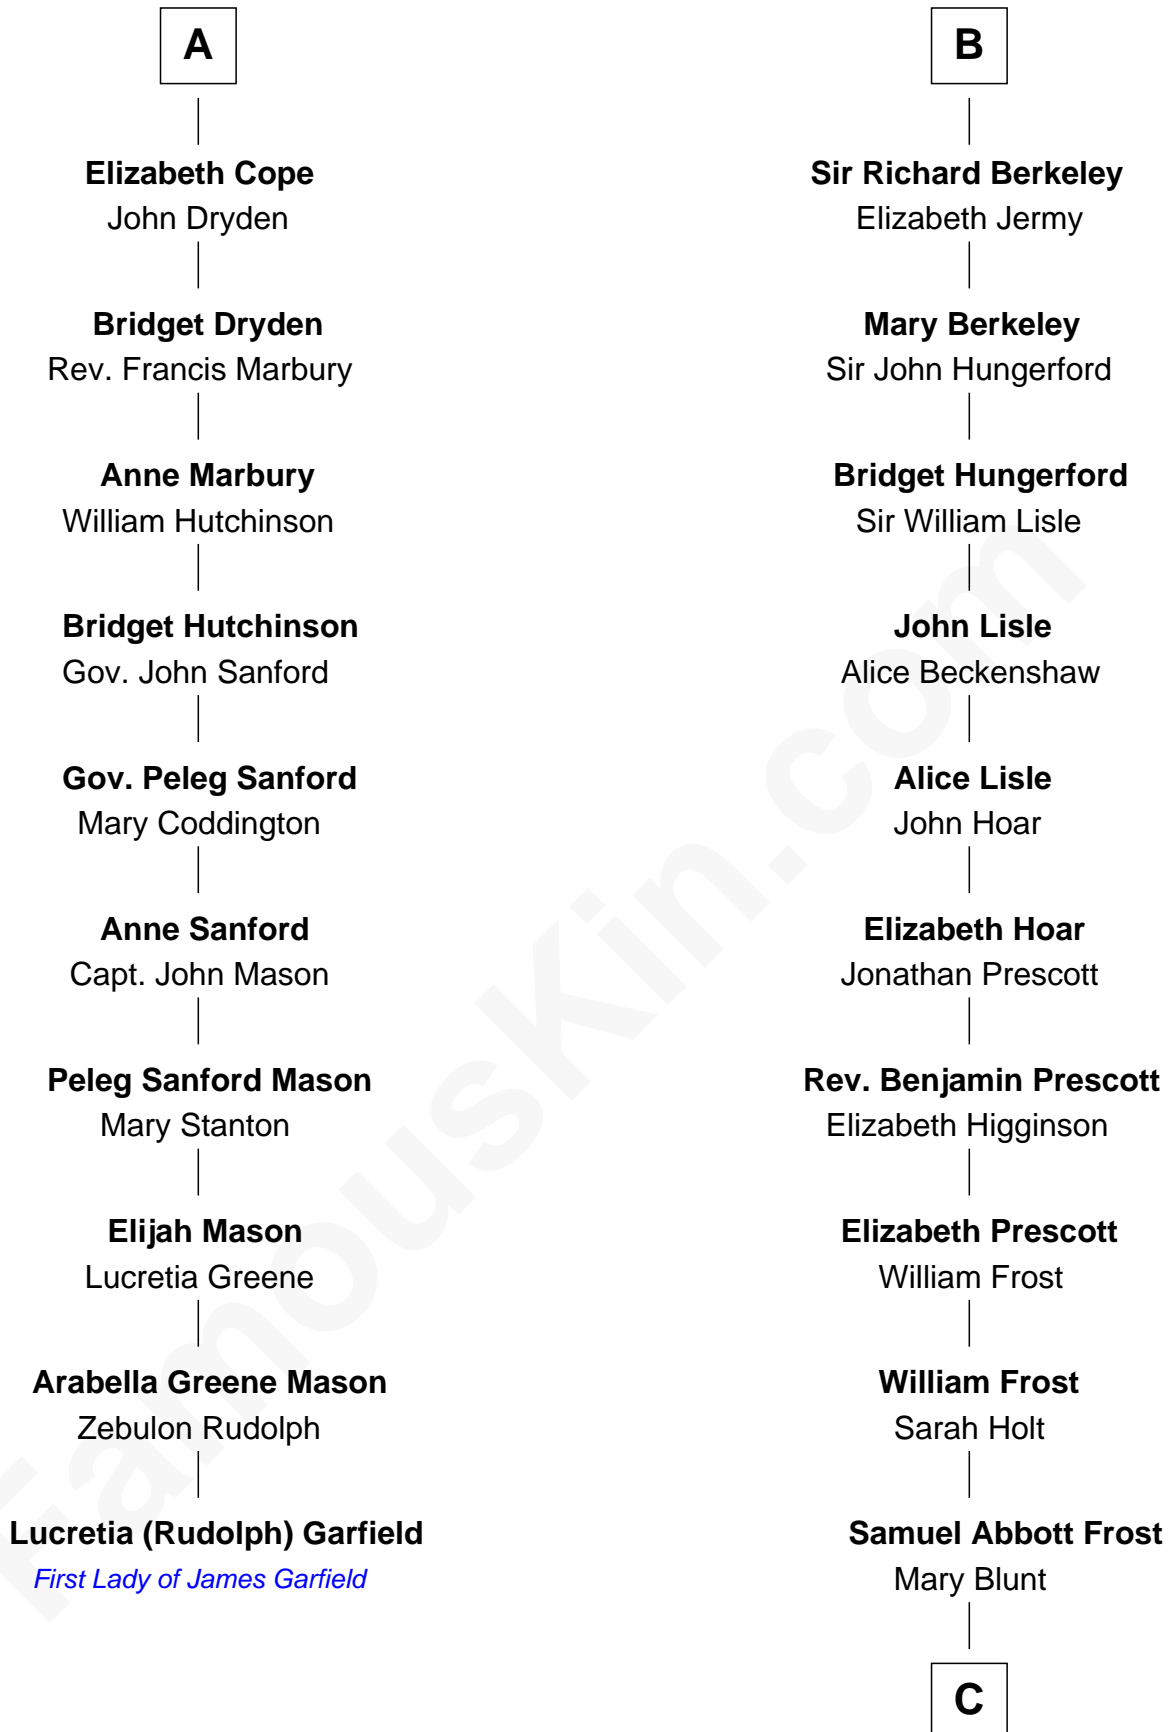 A
Elizabeth Cope
John Dryden
Bridget Dryden
Rev. Francis Marbury
Anne Marbury
William Hutchinson
Bridget Hutchinson
Gov. John Sanford
Gov. Peleg Sanford
Mary Coddington
Anne Sanford
Capt. John Mason
Peleg Sanford Mason
Mary Stanton
Elijah Mason
Lucretia Greene
Arabella Greene Mason
Zebulon Rudolph
Lucretia (Rudolph) Garfield
First Lady of James Garfield
B
Sir Richard Berkeley
Elizabeth Jermy
Mary Berkeley
Sir John Hungerford
Bridget Hungerford
Sir William Lisle
John Lisle
Alice Beckenshaw
Alice Lisle
John Hoar
Elizabeth Hoar
Jonathan Prescott
Rev. Benjamin Prescott
Elizabeth Higginson
Elizabeth Prescott
William Frost
William Frost
Sarah Holt
Samuel Abbott Frost
Mary Blunt
C
FamousKin.com